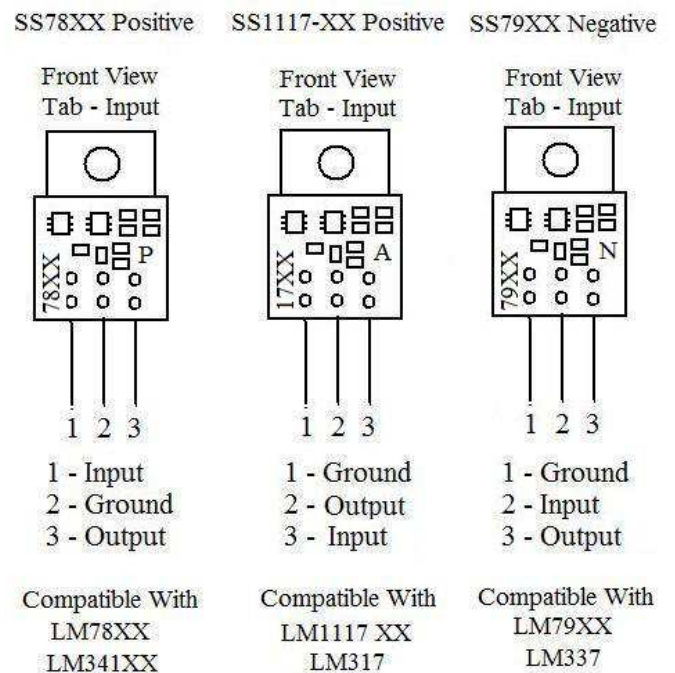 SS78XX Positive
Front View
Tab - Input
P
78XX
1 2 3
1 - Input
2 - Ground
3 - Output
Compatible With
LM78XX
LM341XX
SS1117-XX Positive
Front View
Tab - Input
A
17XX
1 2 3
1 - Ground
2 - Output
3 - Input
Compatible With
LM1117 XX
LM317
SS79XX Negative
Front View
Tab - Input
N
79XX
1 2 3
1 - Ground
2 - Input
3 - Output
Compatible With
LM79XX
LM337